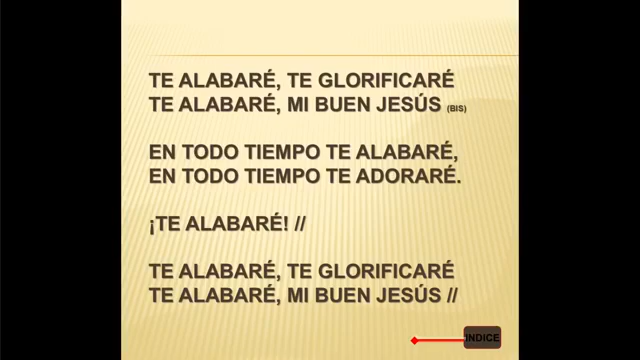 TE ALABARÉ, TE GLORIFICARÉ
TE ALABARÉ, MI BUEN JESÚS (BIS)
EN TODO TIEMPO TE ALABARÉ,
EN TODO TIEMPO TE ADORARÉ.
¡TE ALABARÉ! //
TE ALABARÉ, TE GLORIFICARÉ
TE ALABARÉ, MI BUEN JESÚS //
INDICE